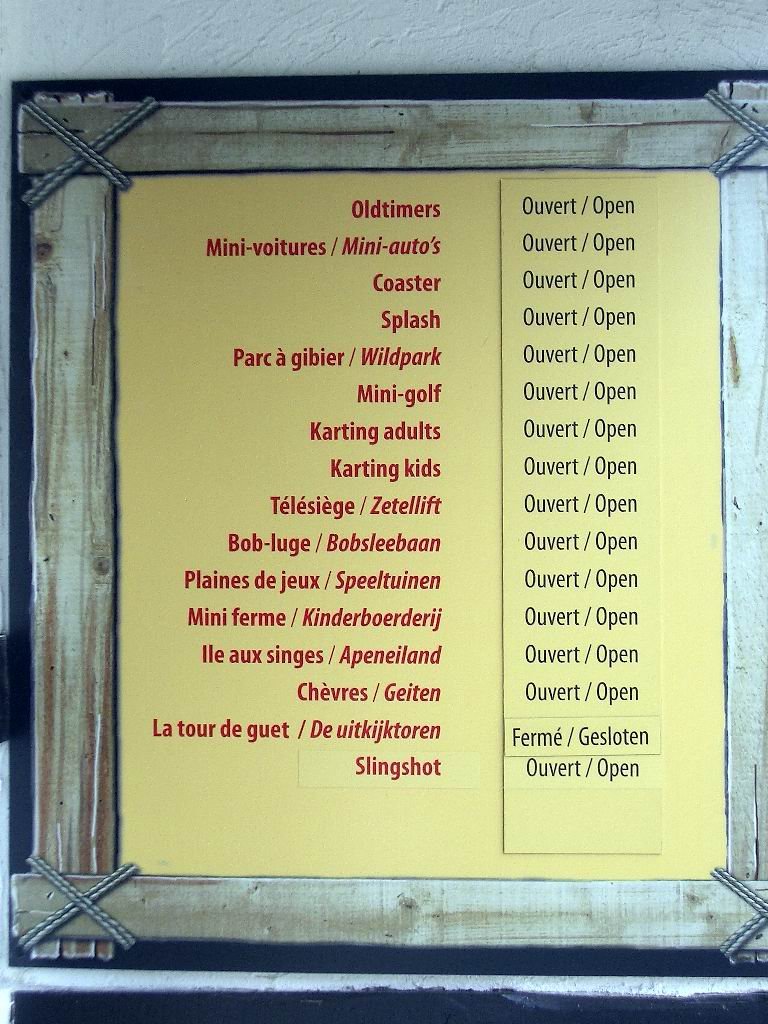 Oldtimers Ouvert / Open
Mini-voitures / Mini-auto's Ouvert / Open
Coaster Ouvert / Open
Splash Ouvert / Open
Parc à gibier / Wildpark Ouvert / Open
Mini-golf Ouvert / Open
Karting adults Ouvert / Open
Karting kids Ouvert / Open
Télésiège / Zetellift Ouvert / Open
Bob-luge / Bobsleebaan Ouvert / Open
Plaines de jeux / Speeltuinen Ouvert / Open
Mini ferme / Kinderboerderij Ouvert / Open
Ile aux singes / Apeneiland Ouvert / Open
Chèvres / Geiten Ouvert / Open
La tour de guet / De uitkijktoren Fermé / Gesloten
Slingshot Ouvert / Open